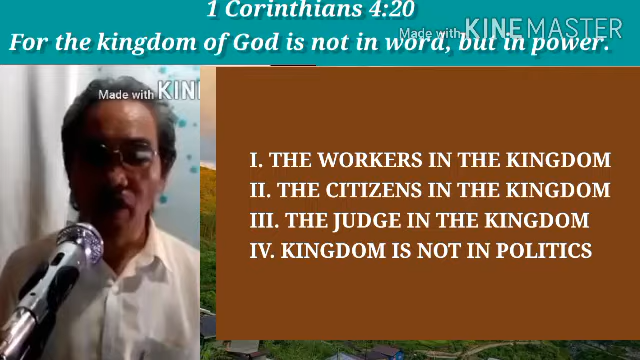 1 Corinthians 4:20
For the kingdom of God is not in word, but in power.
Made with KINEMASTER
Made with KINE
I. THE WORKERS IN THE KINGDOM
II. THE CITIZENS IN THE KINGDOM
III. THE JUDGE IN THE KINGDOM
IV. KINGDOM IS NOT IN POLITICS